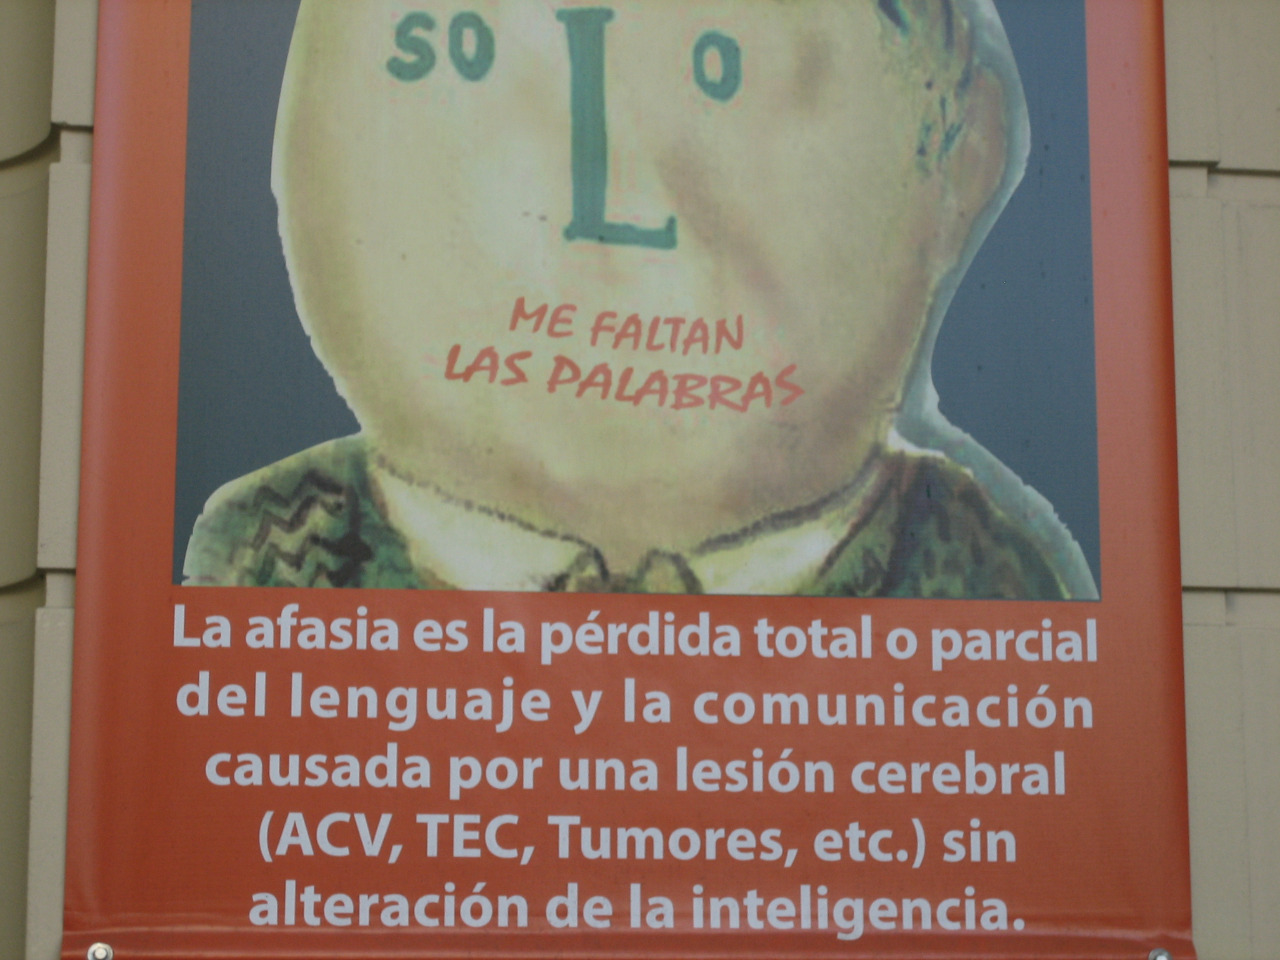 SO L O
ME FALTAN
LAS PALABRAS
La afasia es la pérdida total o parcial
del lenguaje y la comunicación
causada por una lesión cerebral
(ACV, TEC, Tumores, etc.) sin
alteración de la inteligencia.